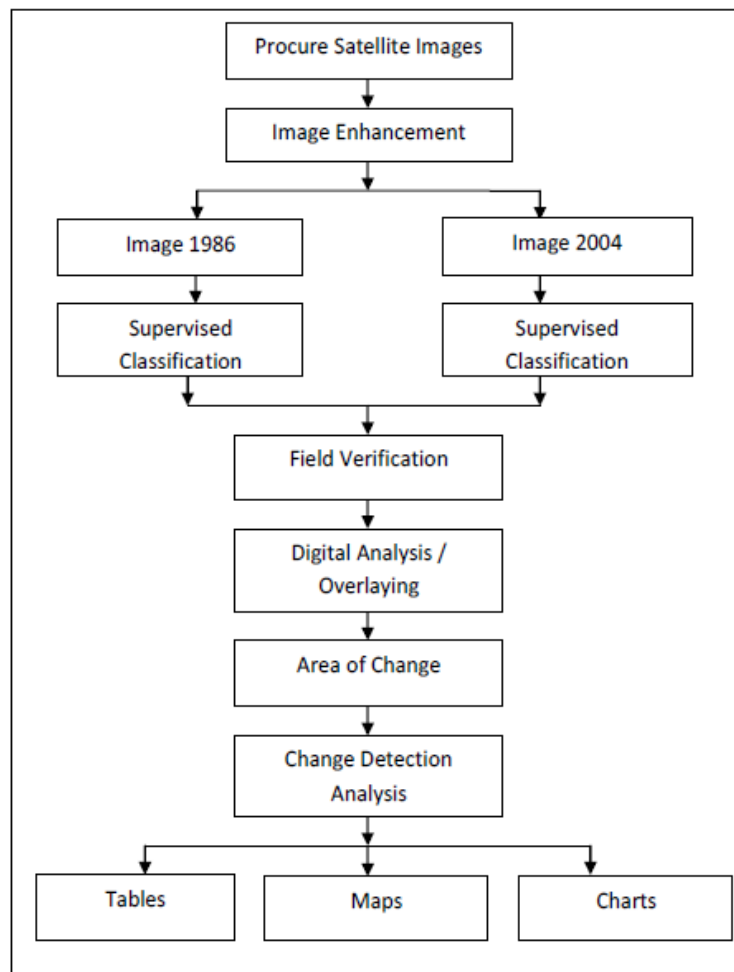 Procure Satellite Images
Image Enhancement
Image 1986
Image 2004
Supervised
Classification
Supervised
Classification
Field Verification
Digital Analysis /
Overlaying
Area of Change
Change Detection
Analysis
Tables
Maps
Charts